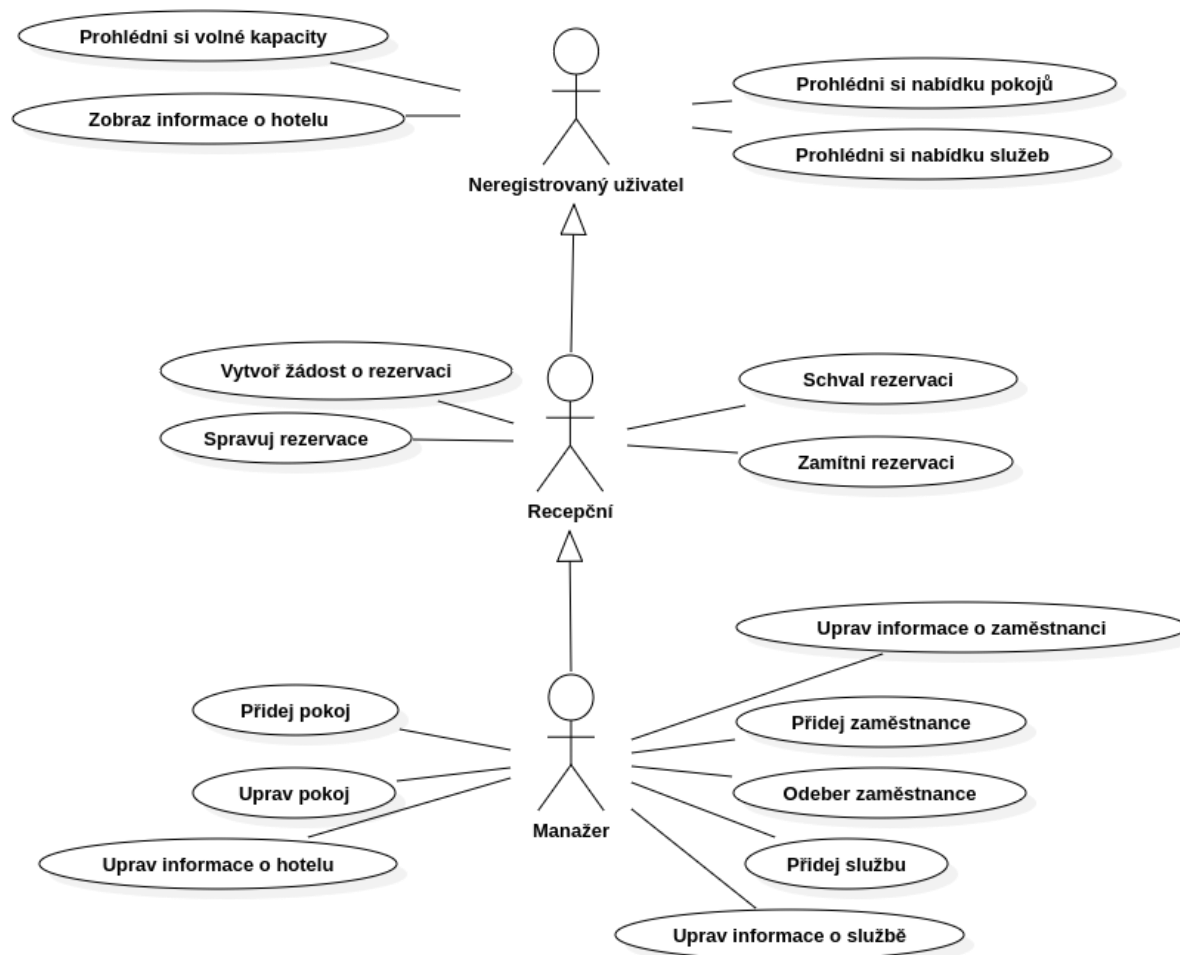 Prohlédni si volné kapacity
Zobraz informace o hotelu
Prohlédni si nabídku pokojů
Prohlédni si nabídku služeb
Neregistrovaný uživatel
Vytvoř žádost o rezervaci
Spravuj rezervace
Schval rezervaci
Zamítni rezervaci
Recepční
Uprav informace o zaměstnanci
Přidej pokoj
Přidej zaměstnance
Uprav pokoj
Odeber zaměstnance
Manažer
Uprav informace o hotelu
Přidej službu
Uprav informace o službě